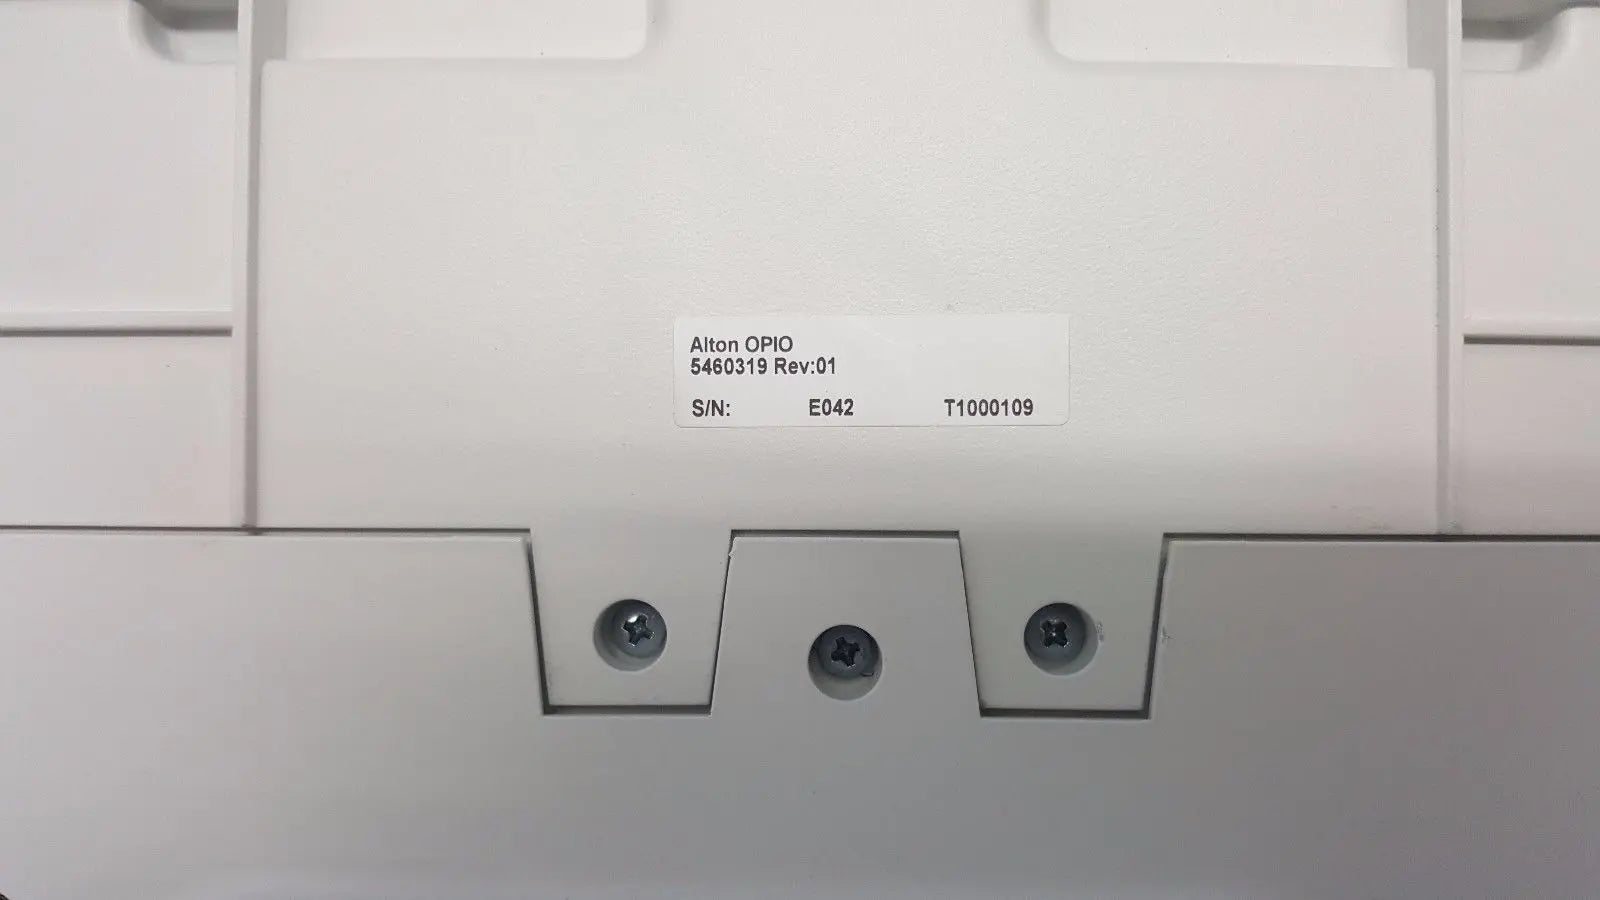 Alton OPIO
5460319 Rev:01
S/N: E042 T1000109